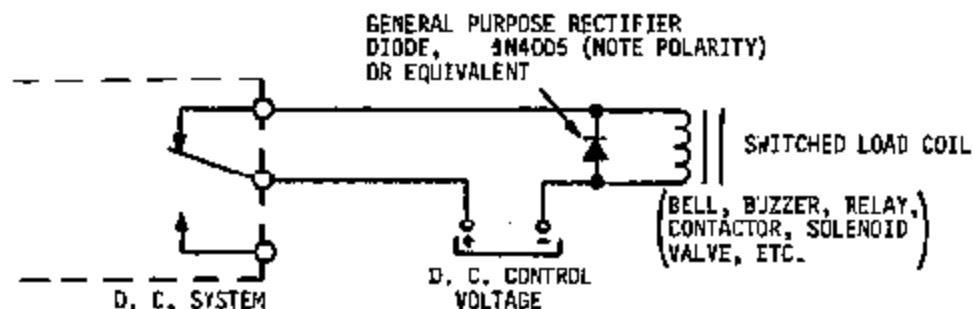 GENERAL PURPOSE RECTIFIER
DIODE, 1N4005 (NOTE POLARITY)
OR EQUIVALENT
SWITCHED LOAD COIL
(BELL, BUZZER, RELAY,
CONTACTOR, SOLENOID
VALVE, ETC.)
+ -
D. C. CONTROL
VOLTAGE
D. C. SYSTEM